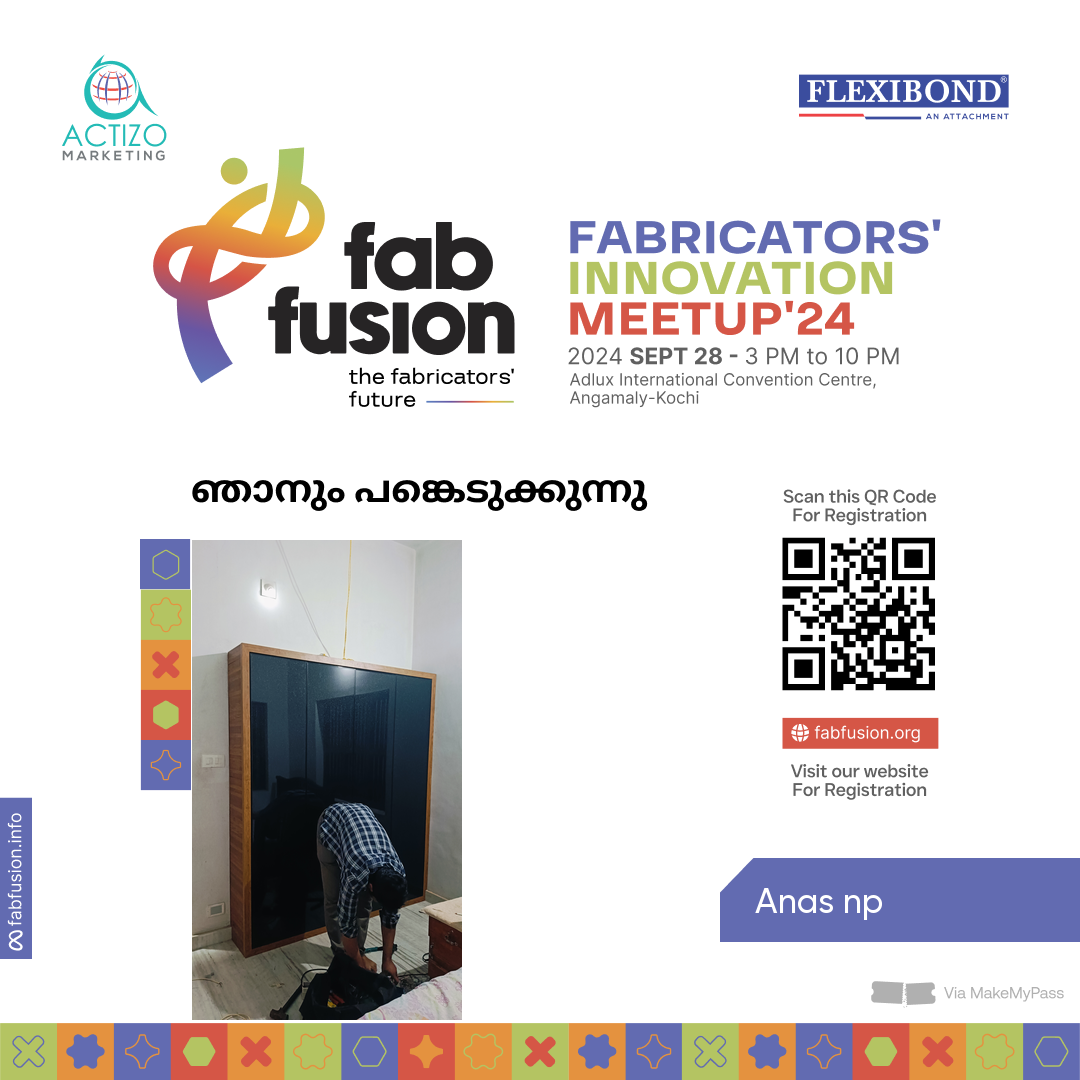 ACTIZO
MARKETING
FLEXIBOND®
AN ATTACHMENT
fab
fusion
the fabricators'
future
FABRICATORS'
INNOVATION
MEETUP'24
2024 SEPT 28 - 3 PM to 10 PM
Adlux International Convention Centre,
Angamaly-Kochi
ഞാനും പങ്കെടുക്കുന്നു
Scan this QR Code
For Registration
fabfusion.org
Visit our website
For Registration
fabfusion.info
Anas np
Via MakeMyPass